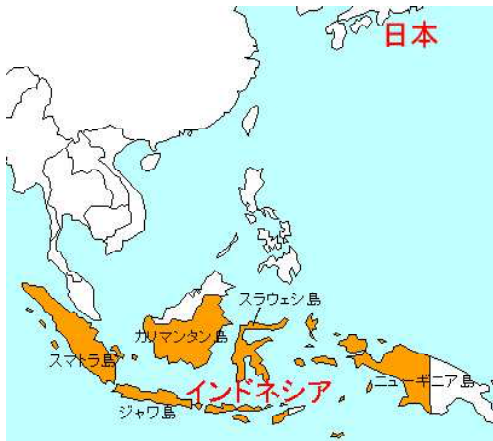 日本
スラウェシ島
カリマンタン島
スマトラ島
インドネシア
ニューギニア島
ジャワ島